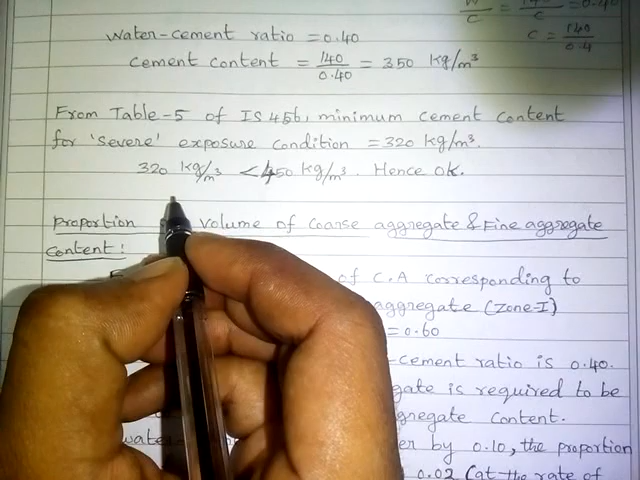 W/C = 140/C = 0.40
C = 140/0.4
Water-cement ratio = 0.40
cement content = 140/0.40 = 350 kg/m³
From Table-5 of IS 456, minimum cement content
for 'severe' exposure condition = 320 kg/m³.
320 kg/m³ < 450 kg/m³. Hence OK.
Proportion volume of Coarse aggregate & Fine aggregate
content:
of C.A corresponding to
aggregate (Zone-I)
= 0.60
-cement ratio is 0.40.
is required to be
content.
by 0.10, the proportion
0.02 (at the rate of